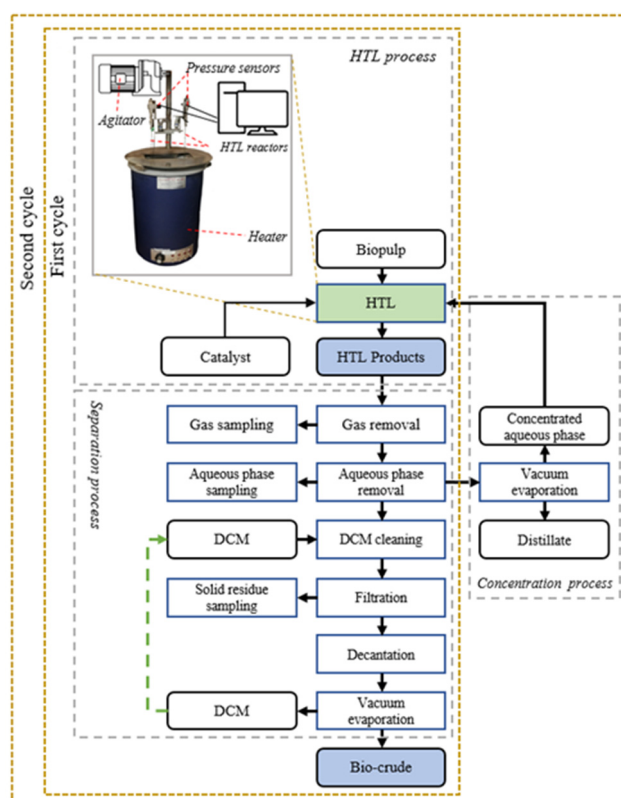 Second cycle
First cycle
HTL process
Pressure sensors
Agitator
HTL reactors
Heater
Biopulp
HTL
Catalyst
HTL Products
Separation process
Gas sampling
Gas removal
Aqueous phase
sampling
Aqueous phase
removal
Concentrated
aqueous phase
Vacuum
evaporation
Distillate
Concentration process
DCM
DCM cleaning
Solid residue
sampling
Filtration
Decantation
DCM
Vacuum
evaporation
Bio-crude